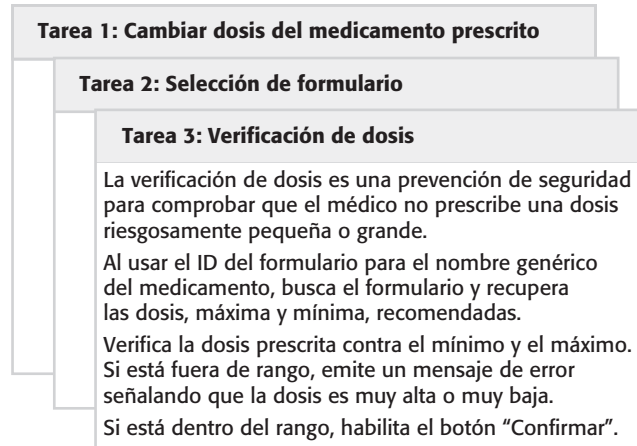 Tarea 1: Cambiar dosis del medicamento prescrito
Tarea 2: Selección de formulario
Tarea 3: Verificación de dosis
La verificación de dosis es una prevención de seguridad
para comprobar que el médico no prescribe una dosis
riesgosamente pequeña o grande.
Al usar el ID del formulario para el nombre genérico
del medicamento, busca el formulario y recupera
las dosis, máxima y mínima, recomendadas.
Verifica la dosis prescrita contra el mínimo y el máximo.
Si está fuera de rango, emite un mensaje de error
señalando que la dosis es muy alta o muy baja.
Si está dentro del rango, habilita el botón “Confirmar”.